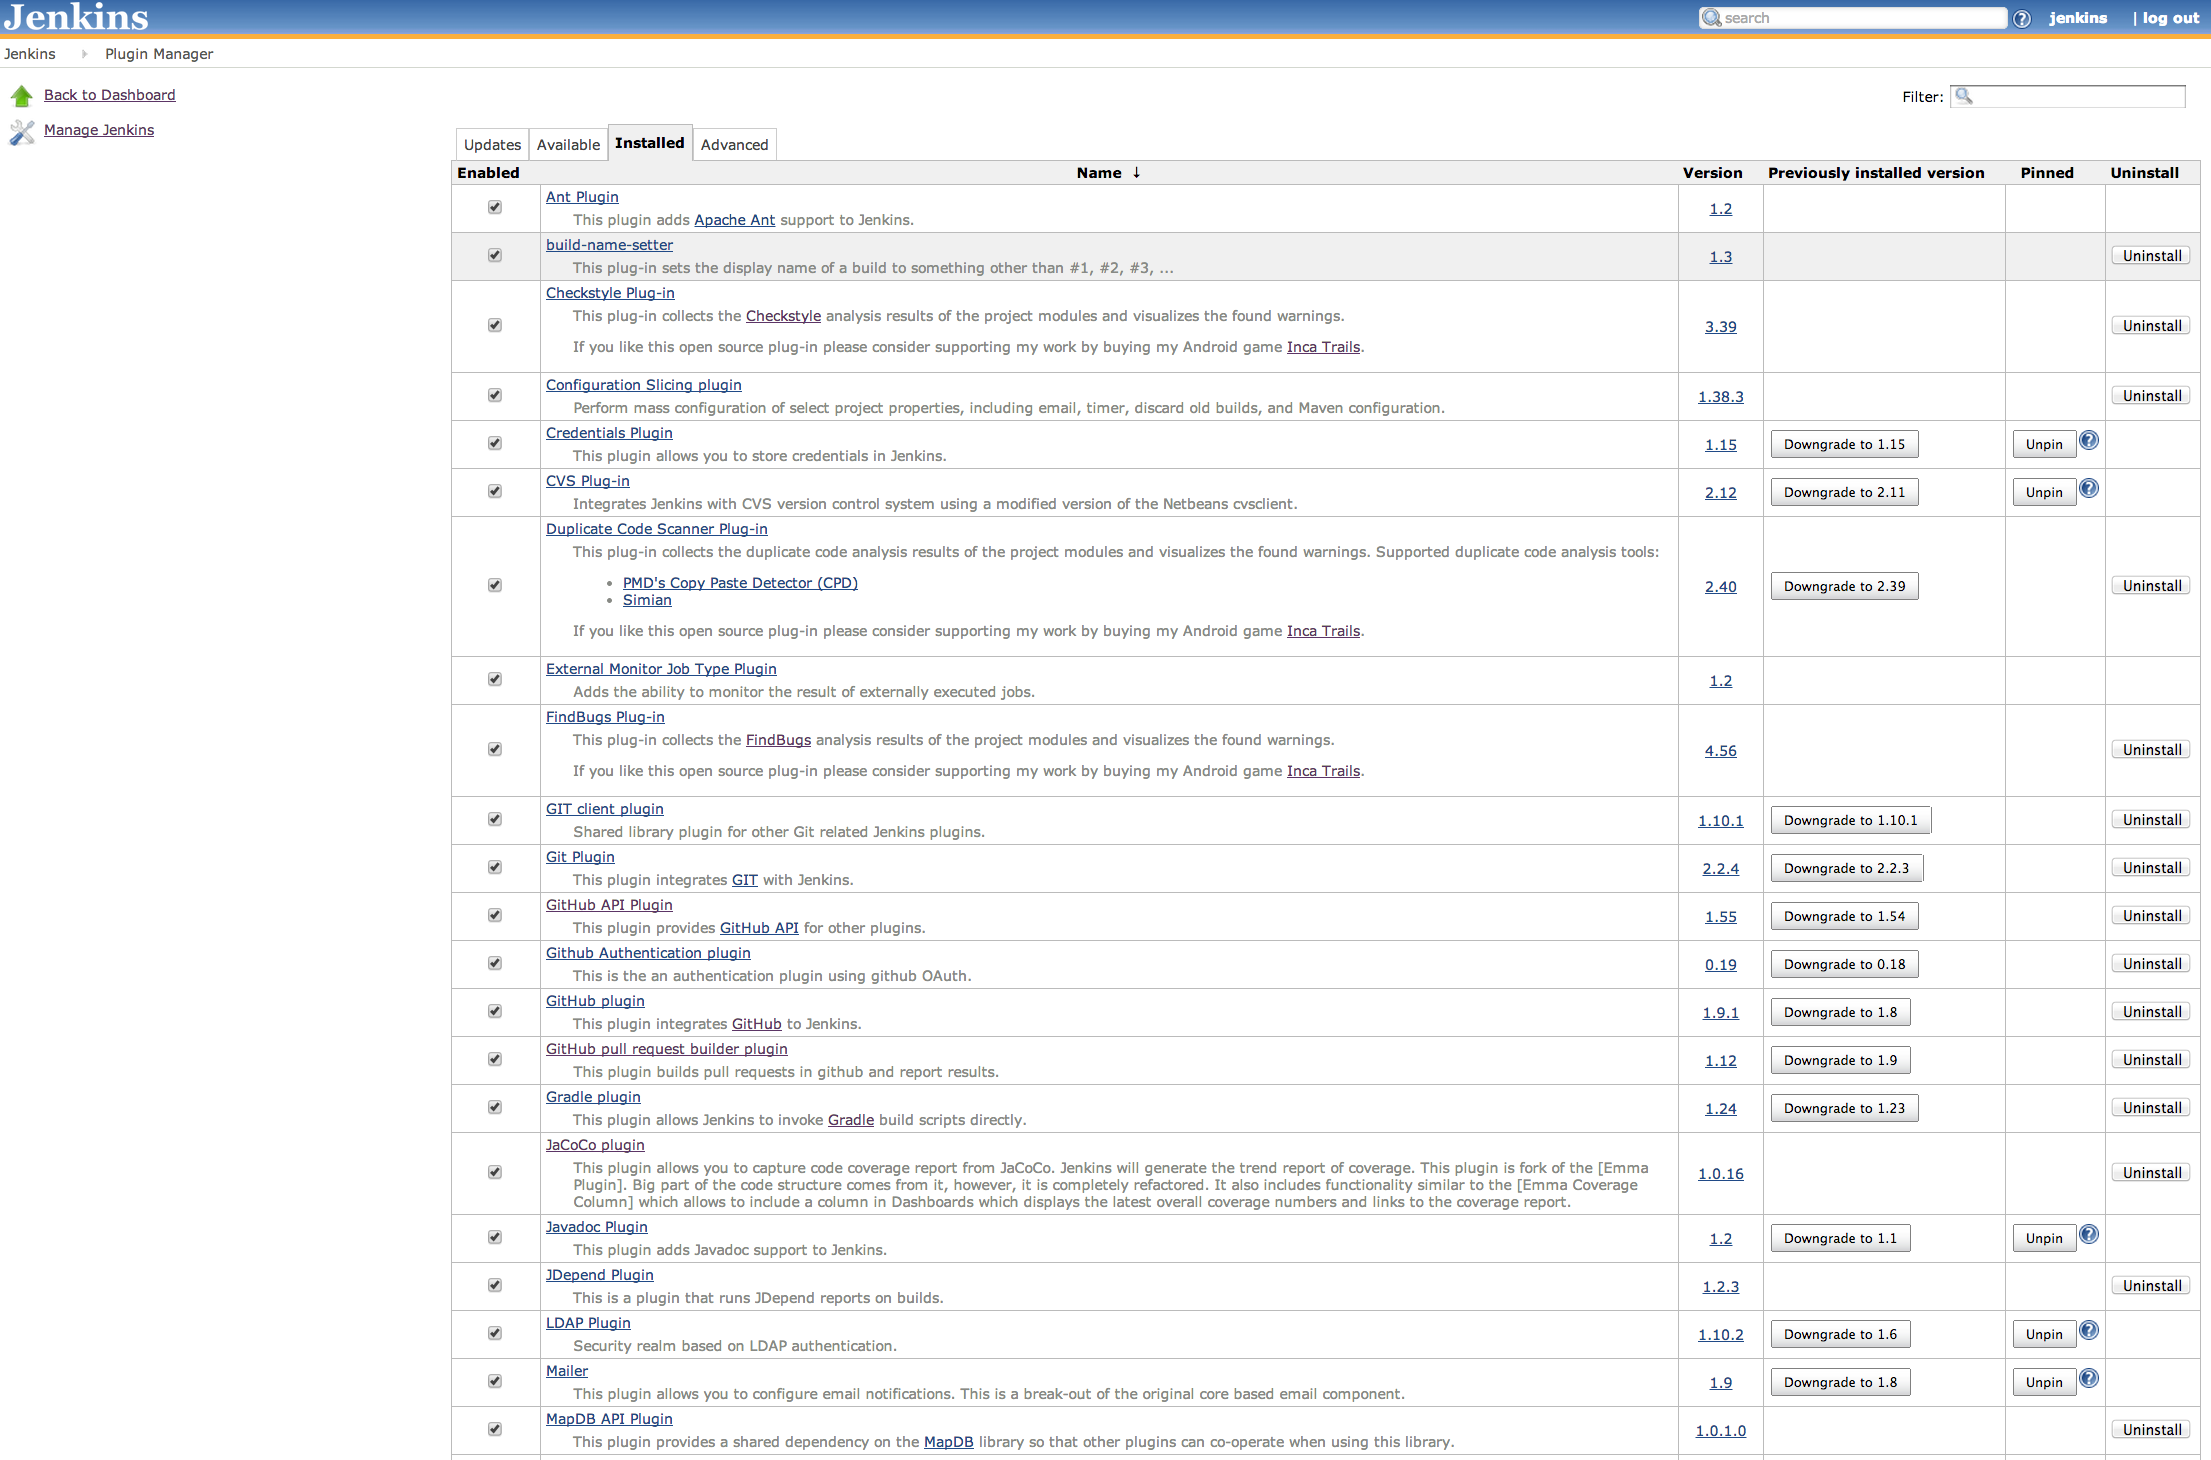 Jenkins
search
jenkins
| log out
Jenkins
Plugin Manager
Back to Dashboard
Manage Jenkins
Filter:
Updates
Available
Installed
Advanced
Enabled
Name ↓
Version
Previously installed version
Pinned
Uninstall
Ant Plugin
This plugin adds Apache Ant support to Jenkins.
1.2
build-name-setter
This plug-in sets the display name of a build to something other than #1, #2, #3, ...
1.3
Uninstall
Checkstyle Plug-in
This plug-in collects the Checkstyle analysis results of the project modules and visualizes the found warnings.
If you like this open source plug-in please consider supporting my work by buying my Android game Inca Trails.
3.39
Uninstall
Configuration Slicing plugin
Perform mass configuration of select project properties, including email, timer, discard old builds, and Maven configuration.
1.38.3
Uninstall
Credentials Plugin
This plugin allows you to store credentials in Jenkins.
1.15
Downgrade to 1.15
Unpin
CVS Plug-in
Integrates Jenkins with CVS version control system using a modified version of the Netbeans cvsclient.
2.12
Downgrade to 2.11
Unpin
Duplicate Code Scanner Plug-in
This plug-in collects the duplicate code analysis results of the project modules and visualizes the found warnings. Supported duplicate code analysis tools:
• PMD's Copy Paste Detector (CPD)
• Simian
If you like this open source plug-in please consider supporting my work by buying my Android game Inca Trails.
2.40
Downgrade to 2.39
Uninstall
External Monitor Job Type Plugin
Adds the ability to monitor the result of externally executed jobs.
1.2
FindBugs Plug-in
This plug-in collects the FindBugs analysis results of the project modules and visualizes the found warnings.
If you like this open source plug-in please consider supporting my work by buying my Android game Inca Trails.
4.56
Uninstall
GIT client plugin
Shared library plugin for other Git related Jenkins plugins.
1.10.1
Downgrade to 1.10.1
Uninstall
Git Plugin
This plugin integrates GIT with Jenkins.
2.2.4
Downgrade to 2.2.3
Uninstall
GitHub API Plugin
This plugin provides GitHub API for other plugins.
1.55
Downgrade to 1.54
Uninstall
Github Authentication plugin
This is the an authentication plugin using github OAuth.
0.19
Downgrade to 0.18
Uninstall
GitHub plugin
This plugin integrates GitHub to Jenkins.
1.9.1
Downgrade to 1.8
Uninstall
GitHub pull request builder plugin
This plugin builds pull requests in github and report results.
1.12
Downgrade to 1.9
Uninstall
Gradle plugin
This plugin allows Jenkins to invoke Gradle build scripts directly.
1.24
Downgrade to 1.23
Uninstall
JaCoCo plugin
This plugin allows you to capture code coverage report from JaCoCo. Jenkins will generate the trend report of coverage. This plugin is fork of the [Emma
Plugin]. Big part of the code structure comes from it, however, it is completely refactored. It also includes functionality similar to the [Emma Coverage
Column] which allows to include a column in Dashboards which displays the latest overall coverage numbers and links to the coverage report.
1.0.16
Uninstall
Javadoc Plugin
This plugin adds Javadoc support to Jenkins.
1.2
Downgrade to 1.1
Unpin
JDepend Plugin
This is a plugin that runs JDepend reports on builds.
1.2.3
Uninstall
LDAP Plugin
Security realm based on LDAP authentication.
1.10.2
Downgrade to 1.6
Unpin
Mailer
This plugin allows you to configure email notifications. This is a break-out of the original core based email component.
1.9
Downgrade to 1.8
Unpin
MapDB API Plugin
This plugin provides a shared dependency on the MapDB library so that other plugins can co-operate when using this library.
1.0.1.0
Uninstall